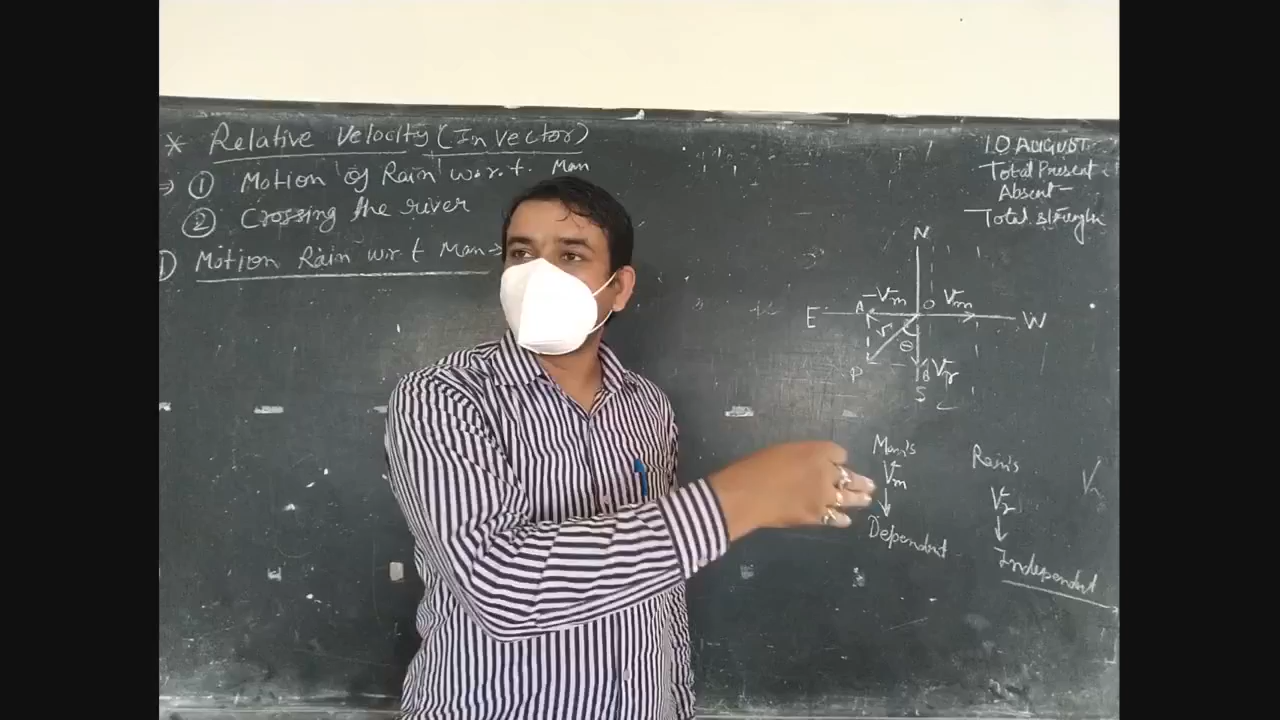 * Relative Velocity (In Vector)
⇒ ① Motion of Rain w.r.t. Man
② Crossing the river
① Motion Rain w.r.t Man →
10 AUGUST
Total Present :
Absent -
Total strength
N
-Vm Vm
E A O W
r θ
P B Vr
S
Man's Rain's
Vm Vr
↓ ↓
Dependent Independent